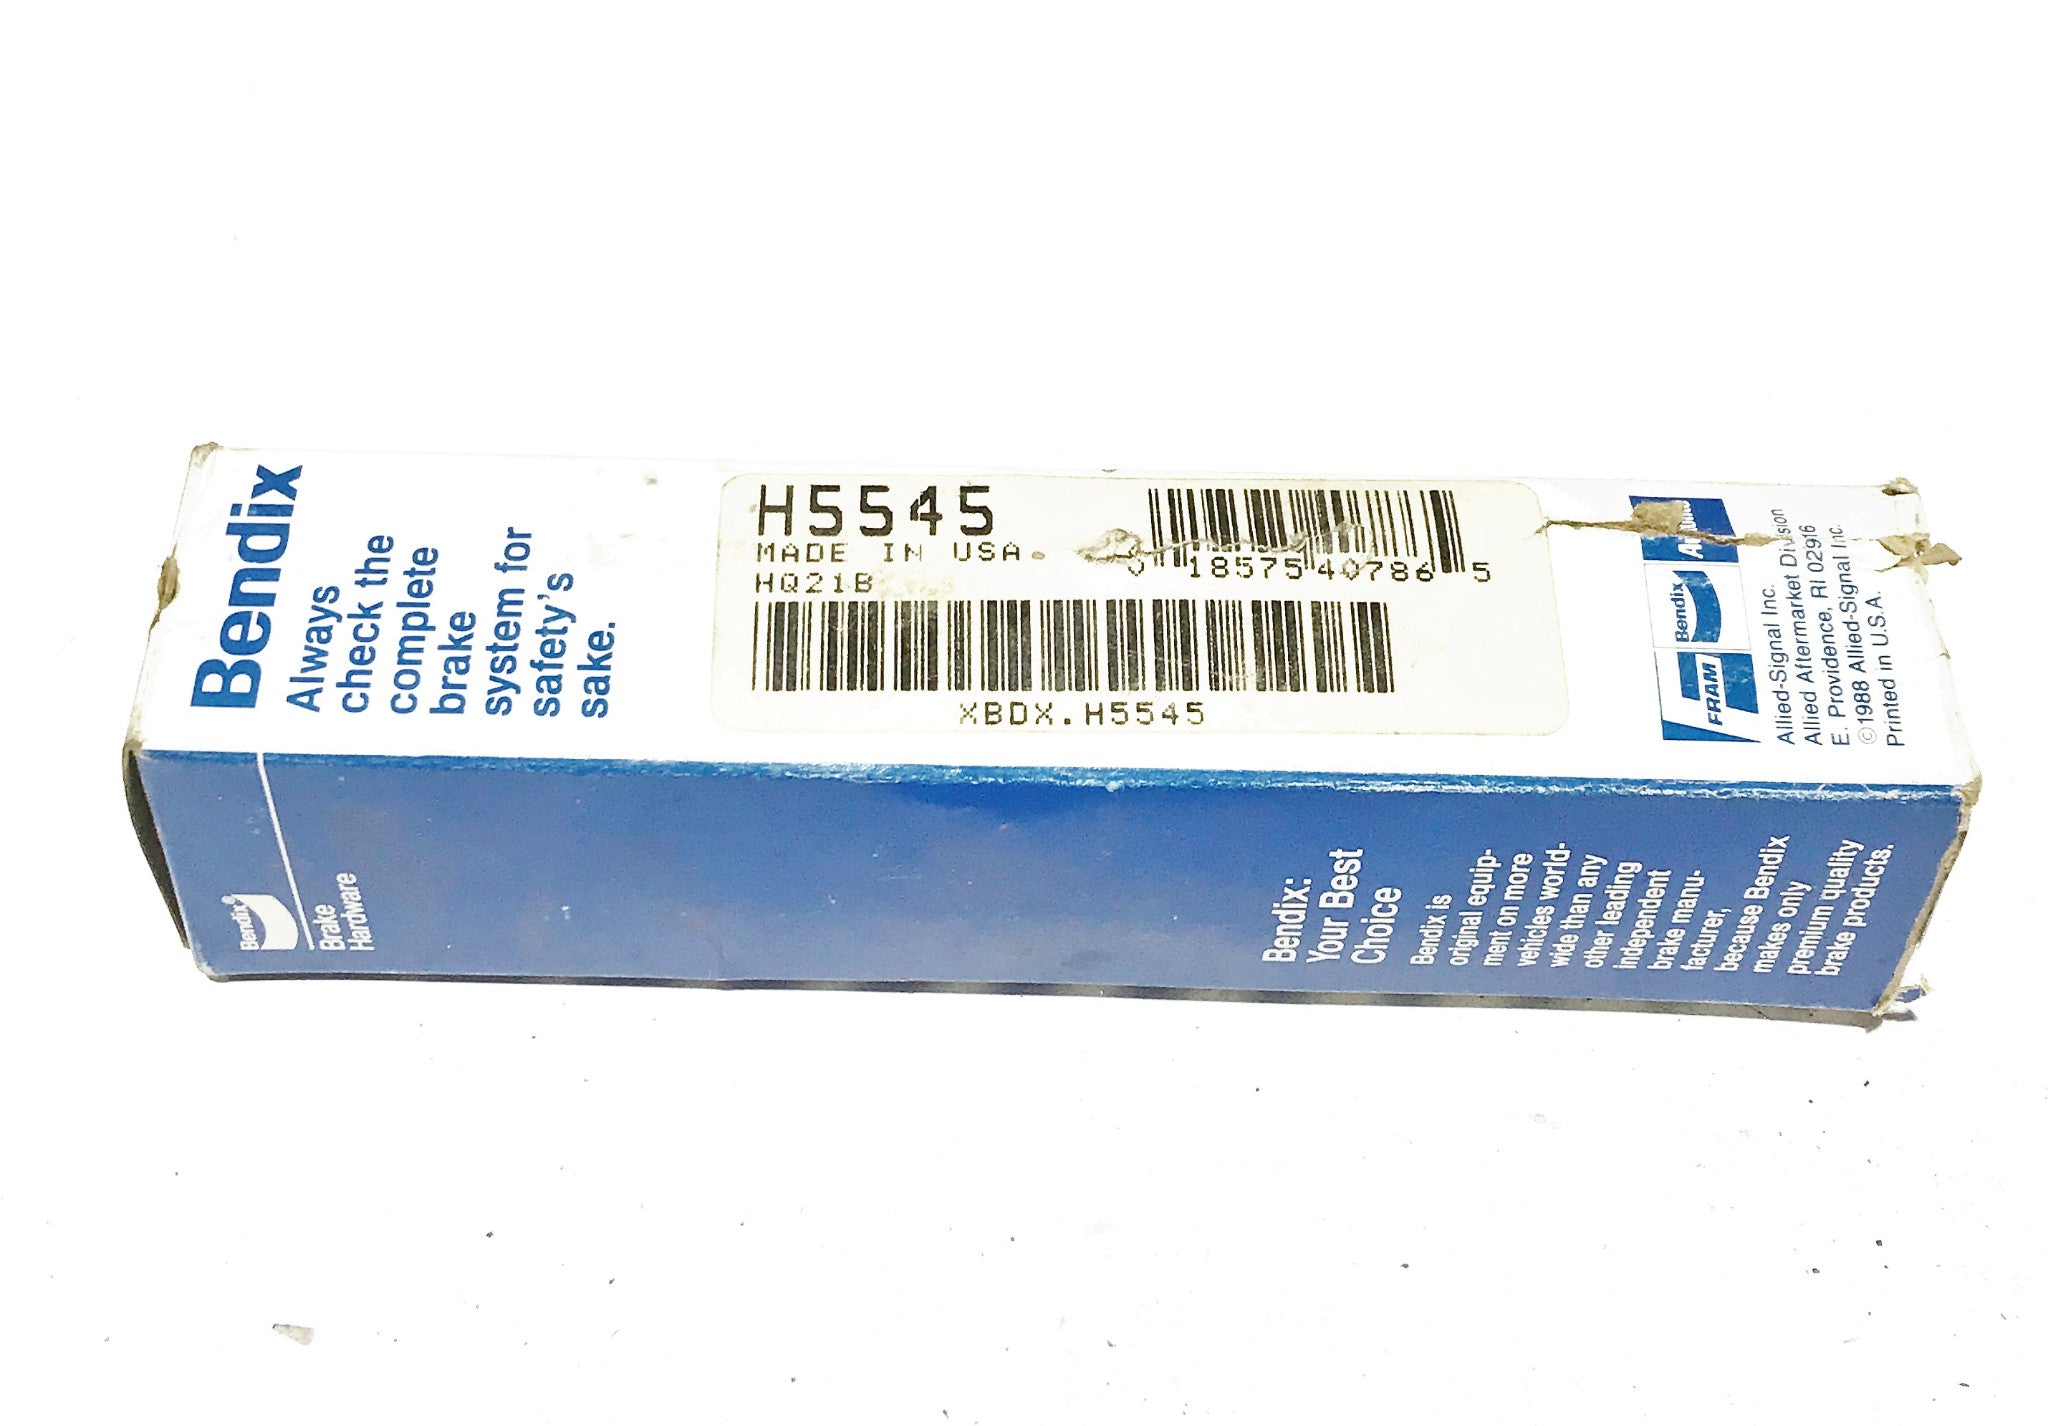 Bendix
Always
check the
complete
brake
system for
safety's
sake.
H5545
MADE IN USA.
HQ21B
0 18575 40786 5
XBDX.H5545
FRAM
Bendix
Allied-Signal Inc.
Allied Aftermarket Division
E. Providence, RI 02916
©1988 Allied-Signal Inc.
Printed in U.S.A.
Bendix®
Brake
Hardware
Bendix:
Your Best
Choice
Bendix is
original equip-
ment on more
vehicles world-
wide than any
other leading
independent
brake manu-
facturer,
because Bendix
makes only
premium quality
brake products.